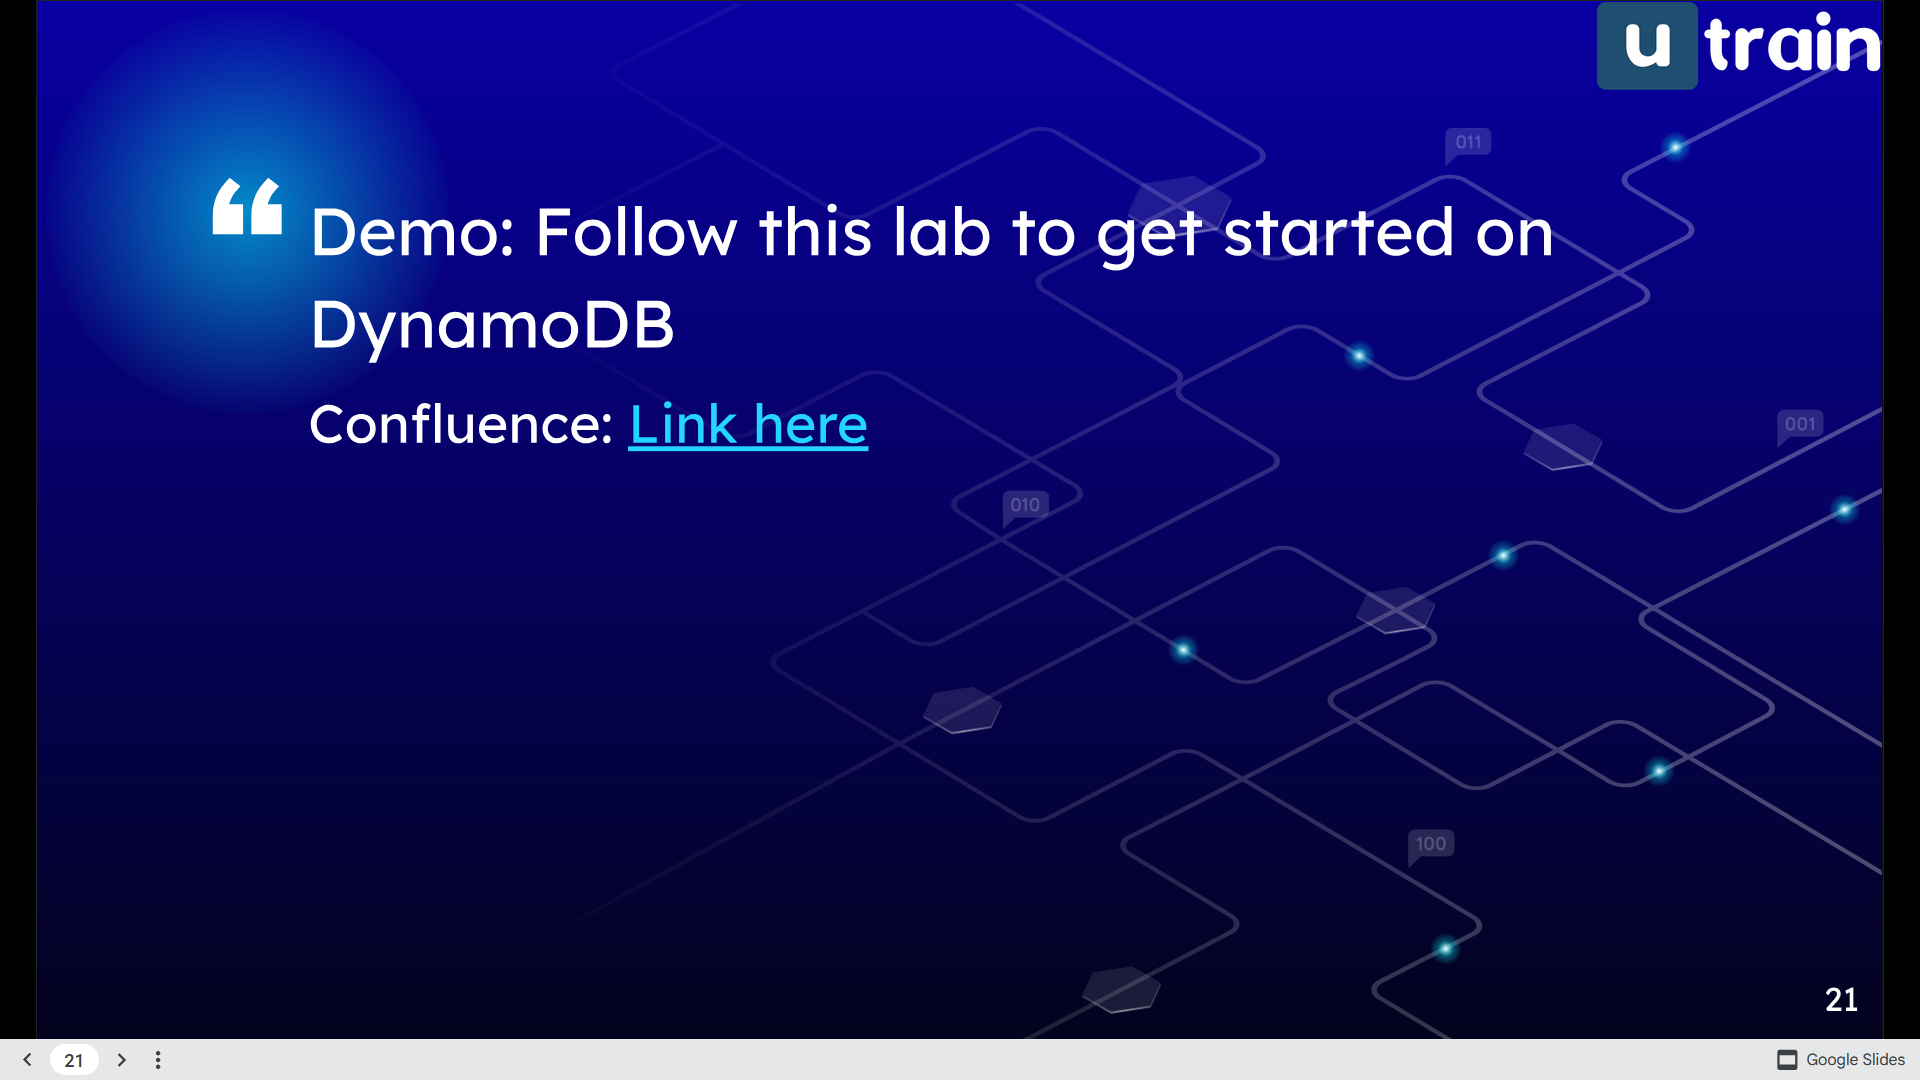 u train
011
“ Demo: Follow this lab to get started on
DynamoDB
Confluence: Link here
001
010
100
21
21
Google Slides